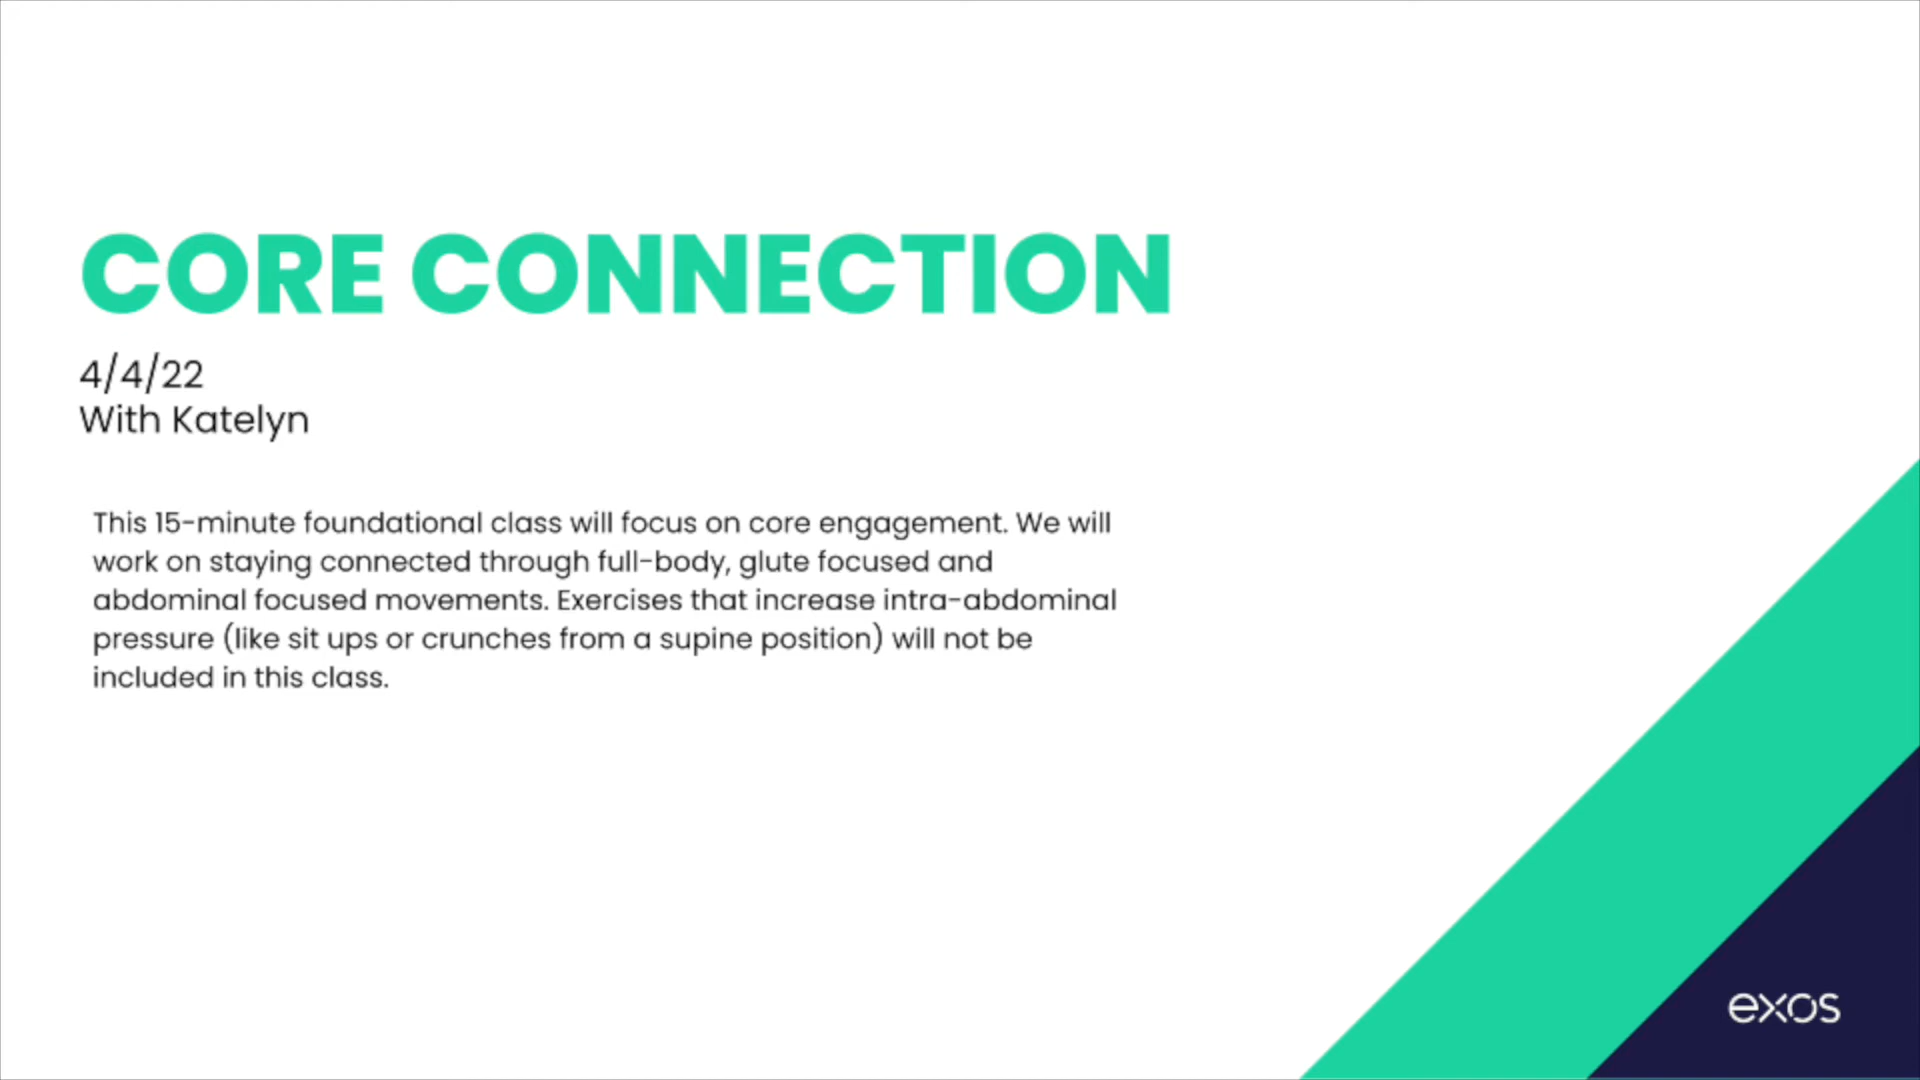 CORE CONNECTION
4/4/22
With Katelyn
This 15-minute foundational class will focus on core engagement. We will
work on staying connected through full-body, glute focused and
abdominal focused movements. Exercises that increase intra-abdominal
pressure (like sit ups or crunches from a supine position) will not be
included in this class.
exos